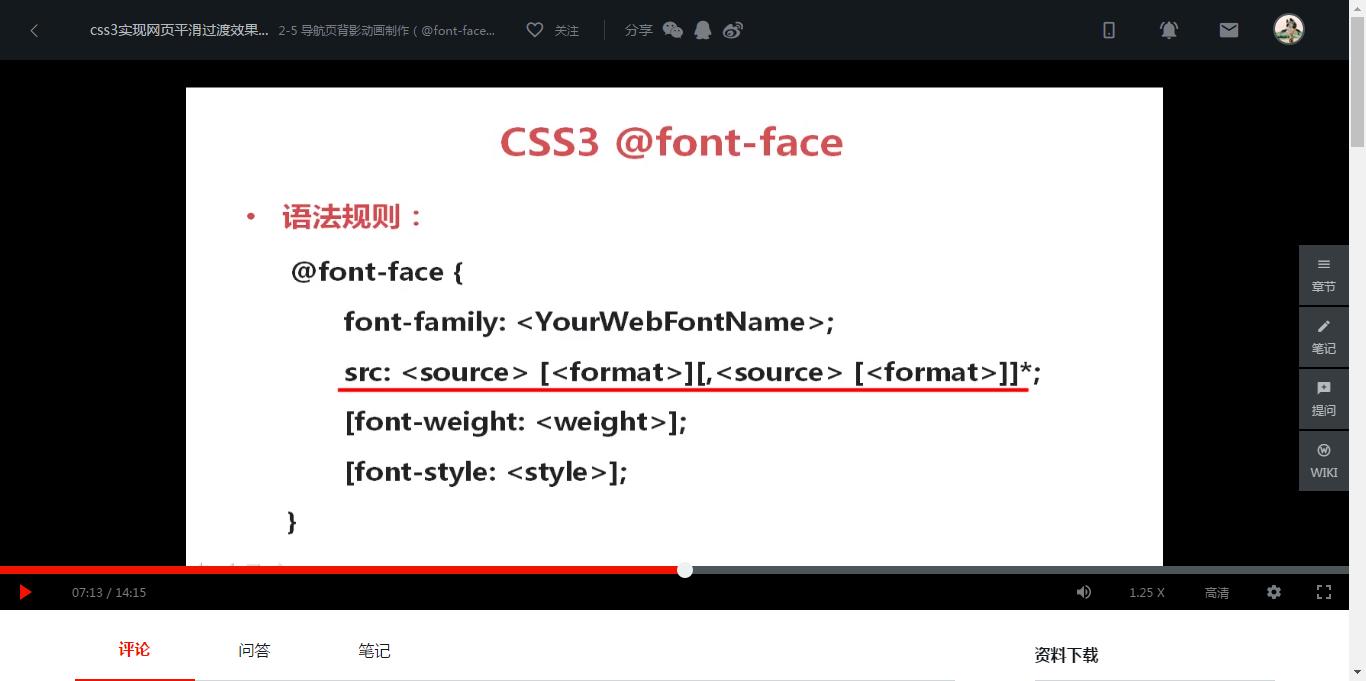 css3实现网页平滑过渡效果... 2-5 导航页背影动画制作（@font-face... 关注 分享
CSS3 @font-face
• 语法规则：
@font-face {
font-family: <YourWebFontName>;
src: <source> [<format>][,<source> [<format>]]*;
[font-weight: <weight>];
[font-style: <style>];
}
章节
笔记
提问
WIKI
07:13 / 14:15 1.25 X 高清
评论 问答 笔记 资料下载